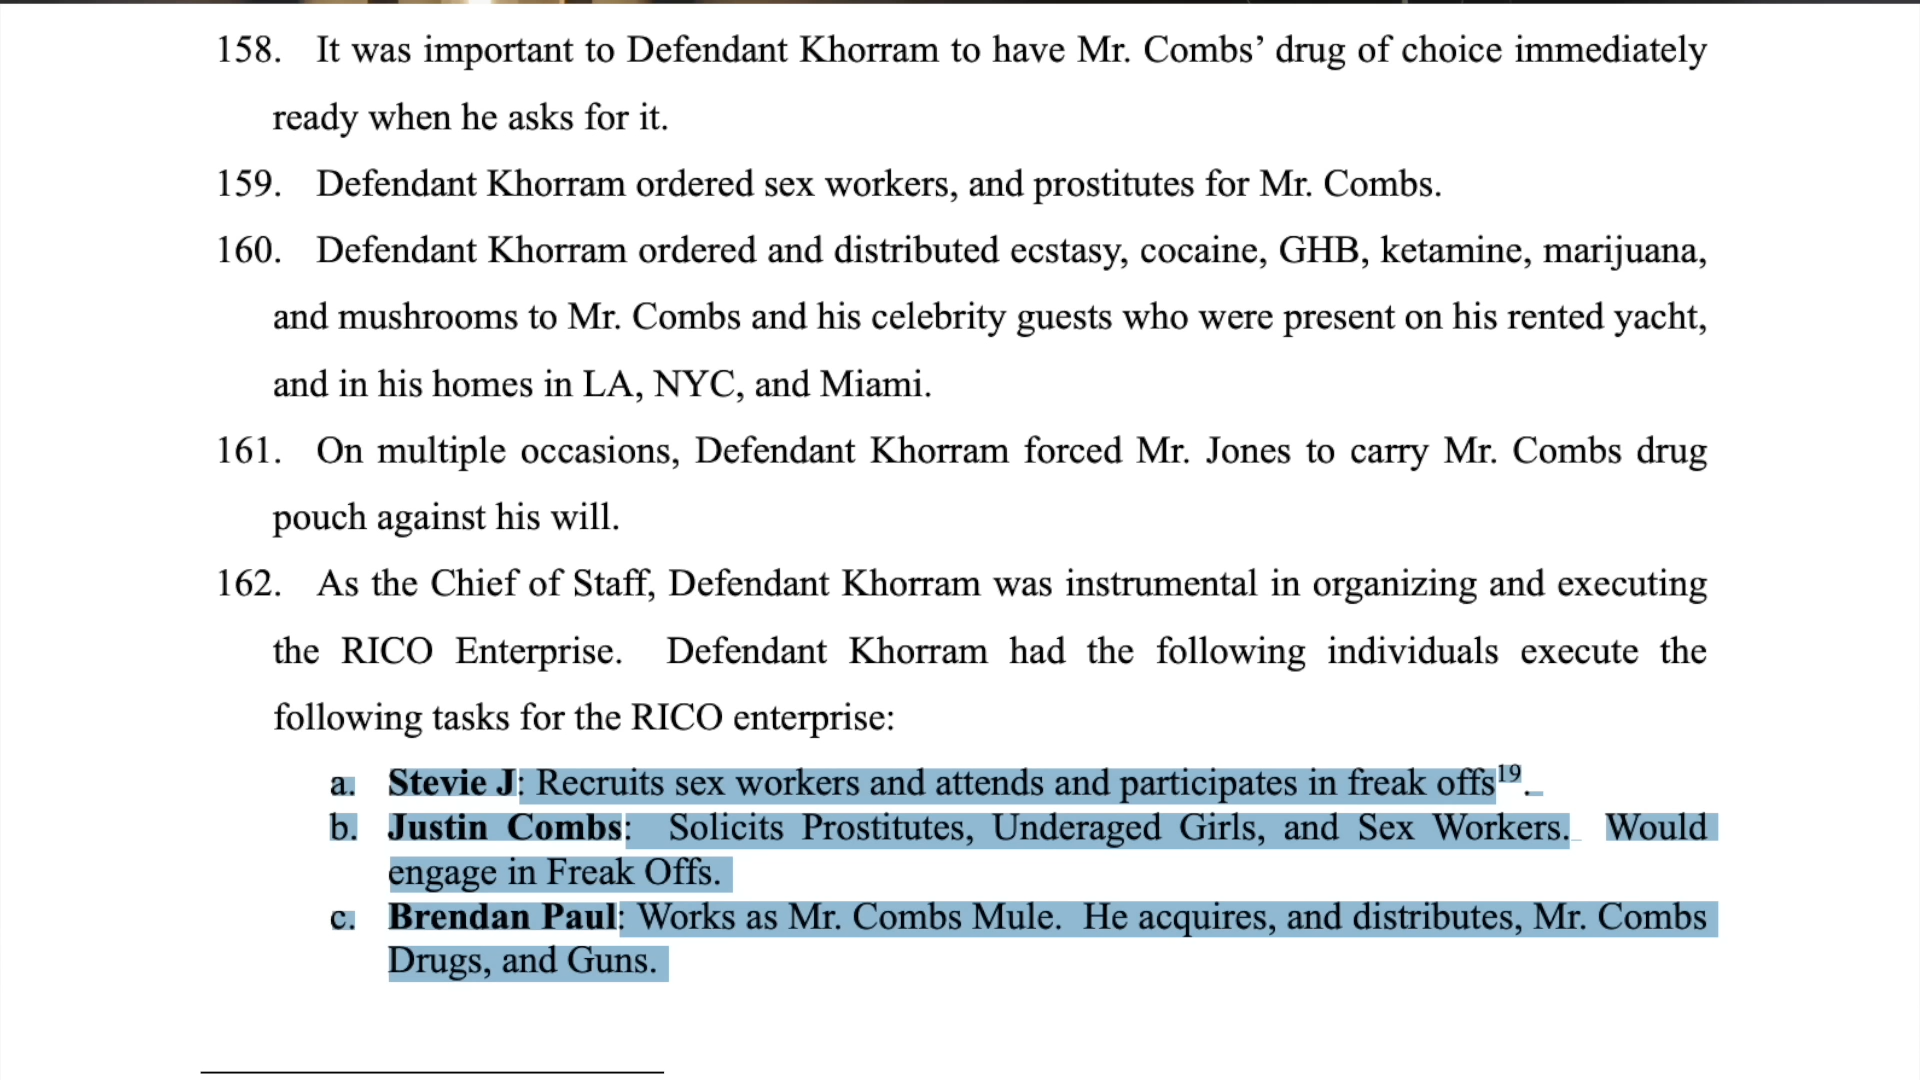 158. It was important to Defendant Khorram to have Mr. Combs’ drug of choice immediately
ready when he asks for it.
159. Defendant Khorram ordered sex workers, and prostitutes for Mr. Combs.
160. Defendant Khorram ordered and distributed ecstasy, cocaine, GHB, ketamine, marijuana,
and mushrooms to Mr. Combs and his celebrity guests who were present on his rented yacht,
and in his homes in LA, NYC, and Miami.
161. On multiple occasions, Defendant Khorram forced Mr. Jones to carry Mr. Combs drug
pouch against his will.
162. As the Chief of Staff, Defendant Khorram was instrumental in organizing and executing
the RICO Enterprise. Defendant Khorram had the following individuals execute the
following tasks for the RICO enterprise:
a. Stevie J: Recruits sex workers and attends and participates in freak offs¹⁹.
b. Justin Combs: Solicits Prostitutes, Underaged Girls, and Sex Workers. Would
engage in Freak Offs.
c. Brendan Paul: Works as Mr. Combs Mule. He acquires, and distributes, Mr. Combs
Drugs, and Guns.